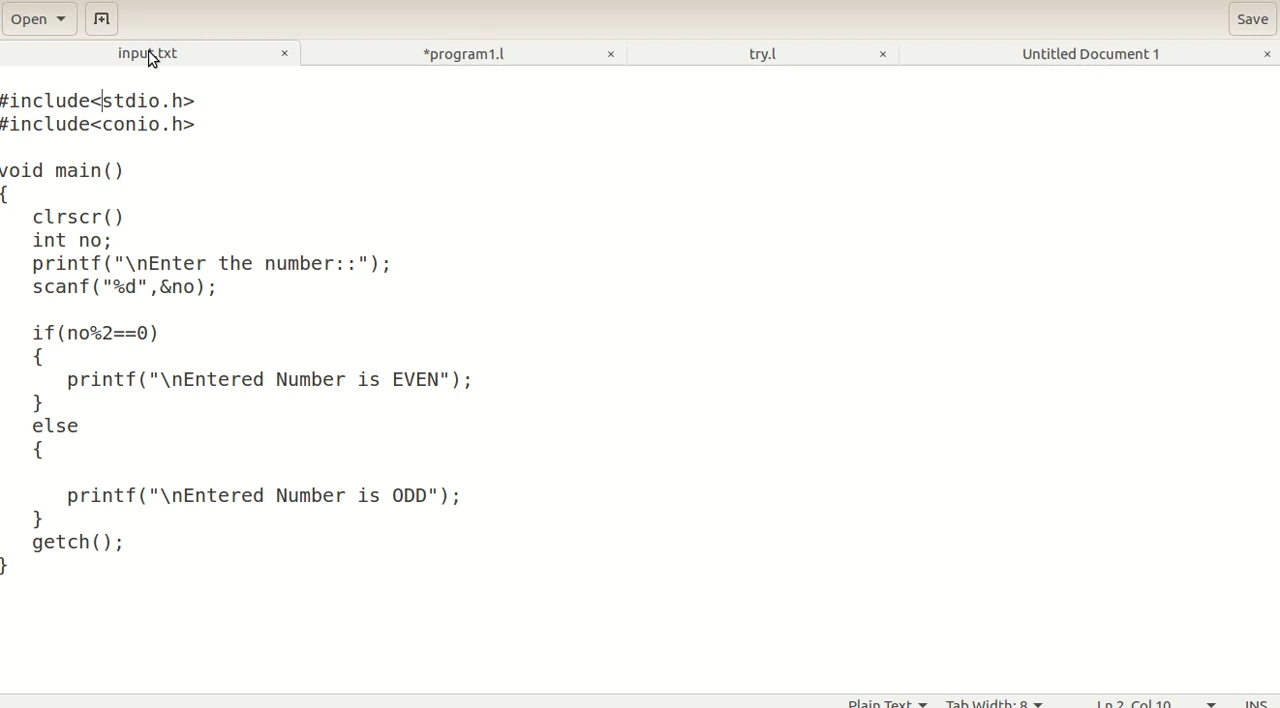 Open
Save
input.txt × *program1.l × try.l × Untitled Document 1 ×
#include<stdio.h>
#include<conio.h>
void main()
{
clrscr()
int no;
printf("\nEnter the number::");
scanf("%d",&no);
if(no%2==0)
{
printf("\nEntered Number is EVEN");
}
else
{
printf("\nEntered Number is ODD");
}
getch();
}
Plain Text Tab Width: 8 Ln 2, Col 10 INS